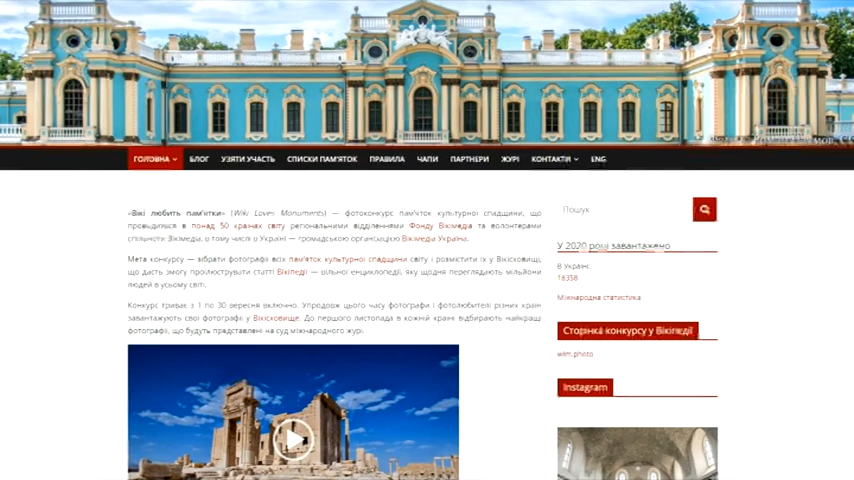 ГОЛОВНА БЛОГ УЗЯТИ УЧАСТЬ СПИСКИ ПАМ'ЯТОК ПРАВИЛА ЧАПИ ПАРТНЕРИ ЖУРІ КОНТАКТИ ENG
«Вікі любить пам'ятки» (Wiki Loves Monuments) — фотоконкурс пам'яток культурної спадщини, що
проводиться в понад 50 країнах світу регіональними відділеннями Фонду Вікімедіа та волонтерами
спільноти Вікімедіа, в тому числі в Україні — громадською організацією Вікімедіа Україна.
Мета конкурсу — зібрати фотографії всіх пам'яток культурної спадщини світу і розмістити їх у Вікісховищі,
що дасть змогу проілюструвати статті Вікіпедії — вільної енциклопедії, яку щодня переглядають мільйони
людей в усьому світі.
Конкурс триває з 1 по 30 вересня включно. Упродовж цього часу фотографи і фотолюбителі різних країн
завантажують свої фотографії у Вікісховище. До першого листопада в кожній країні відбирають найкращі
фотографії, що будуть представлені на суд міжнародного журі.
Пошук
У 2020 році завантажено
В Україні:
18358
Міжнародна статистика
Сторінка конкурсу у Вікіпедії
wlm.photo
Instagram